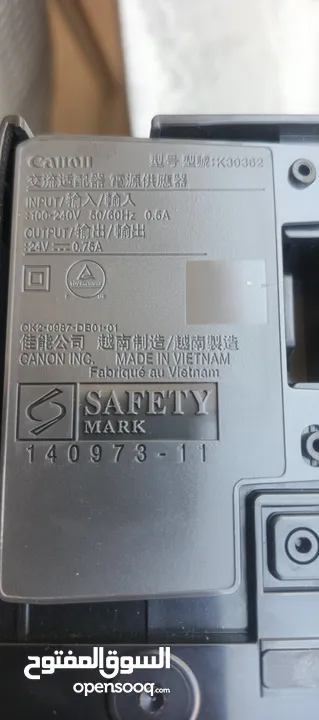 Canon 型号 型號:K30362
交流适配器 電源供應器
INPUT/输入/輸入
:100-240V 50/60Hz 0.5A
OUTPUT/输出/輸出
:24V⎓0.75A
QK2-0987-DB01-01
佳能公司 越南制造/越南製造
CANON INC. MADE IN VIETNAM
Fabriqué au Vietnam
SAFETY
MARK
140973-11
السوق المفتوح
opensooq.com